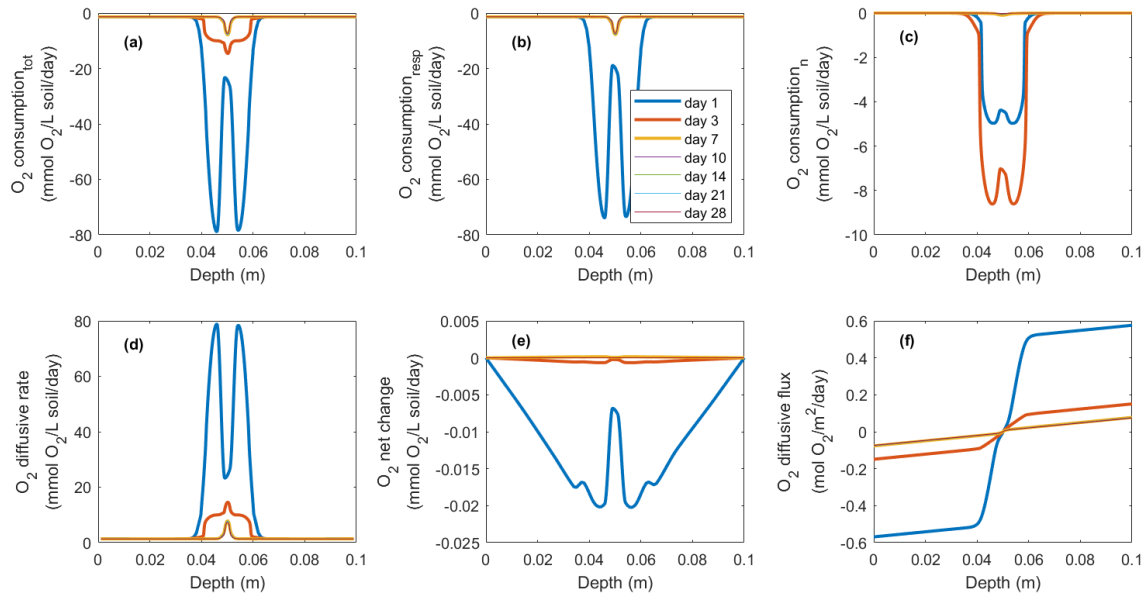 (a)
O2 consumptiontot
(mmol O2/L soil/day)
0
-20
-40
-60
-80
0 0.02 0.04 0.06 0.08 0.1
Depth (m)
(b)
O2 consumptionresp
(mmol O2/L soil/day)
0
-20
-40
-60
-80
0 0.02 0.04 0.06 0.08 0.1
Depth (m)
day 1
day 3
day 7
day 10
day 14
day 21
day 28
(c)
O2 consumptionn
(mmol O2/L soil/day)
0
-2
-4
-6
-8
-10
0 0.02 0.04 0.06 0.08 0.1
Depth (m)
(d)
O2 diffusive rate
(mmol O2/L soil/day)
80
60
40
20
0
0 0.02 0.04 0.06 0.08 0.1
Depth (m)
(e)
O2 net change
(mmol O2/L soil/day)
0.005
0
-0.005
-0.01
-0.015
-0.02
-0.025
0 0.02 0.04 0.06 0.08 0.1
Depth (m)
(f)
O2 diffusive flux
(mol O2/m2/day)
0.6
0.4
0.2
0
-0.2
-0.4
-0.6
0 0.02 0.04 0.06 0.08 0.1
Depth (m)